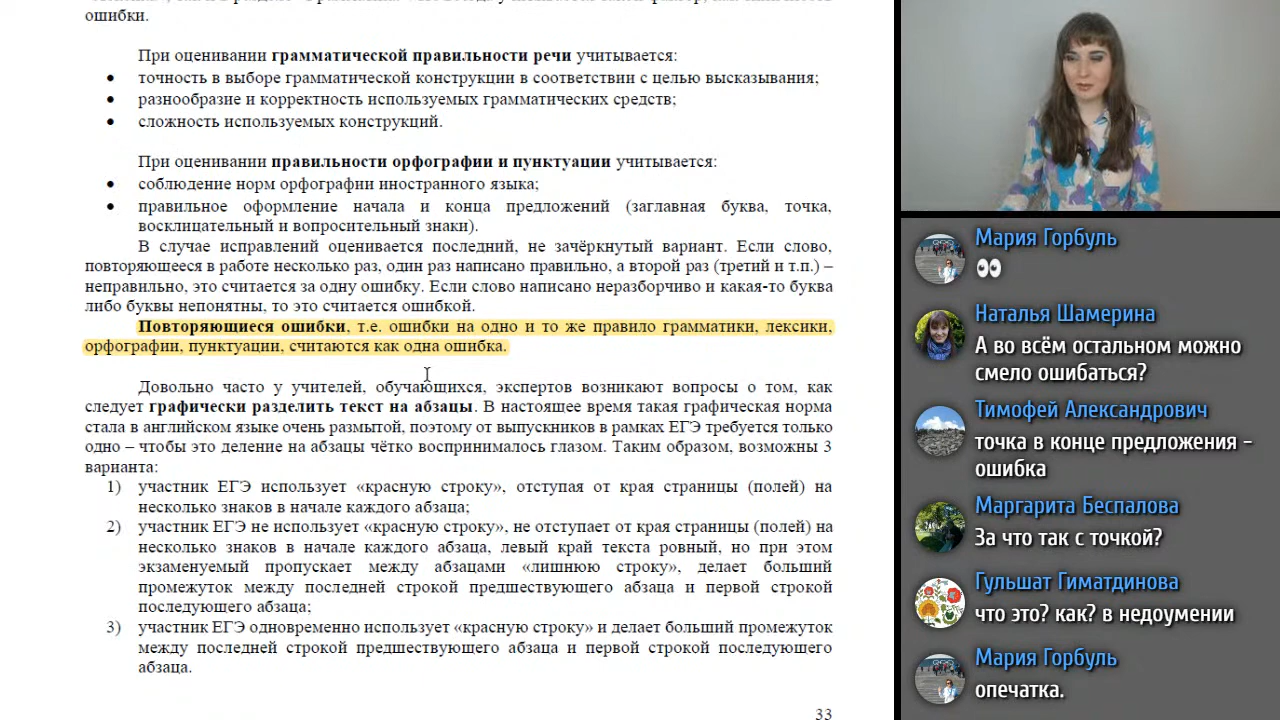 ошибки.
При оценивании грамматической правильности речи учитывается:
● точность в выборе грамматической конструкции в соответствии с целью высказывания;
● разнообразие и корректность используемых грамматических средств;
● сложность используемых конструкций.
При оценивании правильности орфографии и пунктуации учитывается:
● соблюдение норм орфографии иностранного языка;
● правильное оформление начала и конца предложений (заглавная буква, точка,
восклицательный и вопросительный знаки).
В случае исправлений оценивается последний, не зачёркнутый вариант. Если слово,
повторяющееся в работе несколько раз, один раз написано правильно, а второй раз (третий и т.п.) –
неправильно, это считается за одну ошибку. Если слово написано неразборчиво и какая-то буква
либо буквы непонятны, то это считается ошибкой.
Повторяющиеся ошибки, т.е. ошибки на одно и то же правило грамматики, лексики,
орфографии, пунктуации, считаются как одна ошибка.
Довольно часто у учителей, обучающихся, экспертов возникают вопросы о том, как
следует графически разделить текст на абзацы. В настоящее время такая графическая норма
стала в английском языке очень размытой, поэтому от выпускников в рамках ЕГЭ требуется только
одно – чтобы это деление на абзацы чётко воспринималось глазом. Таким образом, возможны 3
варианта:
1) участник ЕГЭ использует «красную строку», отступая от края страницы (полей) на
несколько знаков в начале каждого абзаца;
2) участник ЕГЭ не использует «красную строку», не отступает от края страницы (полей) на
несколько знаков в начале каждого абзаца, левый край текста ровный, но при этом
экзаменуемый пропускает между абзацами «лишнюю строку», делает больший
промежуток между последней строкой предшествующего абзаца и первой строкой
последующего абзаца;
3) участник ЕГЭ одновременно использует «красную строку» и делает больший промежуток
между последней строкой предшествующего абзаца и первой строкой последующего
абзаца.
33
Мария Горбуль
👀
Наталья Шамерина
А во всём остальном можно
смело ошибаться?
Тимофей Александрович
точка в конце предложения -
ошибка
Маргарита Беспалова
За что так с точкой?
Гульшат Гиматдинова
что это? как? в недоумении
Мария Горбуль
опечатка.